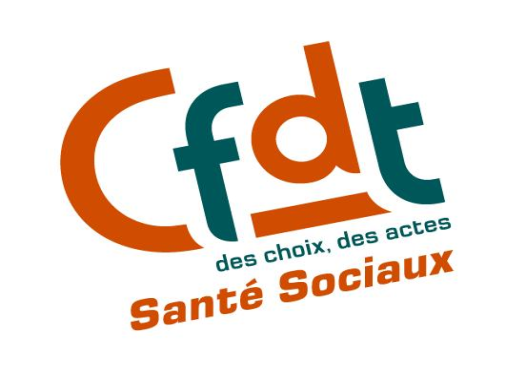 Cfdt
des choix, des actes
Santé Sociaux